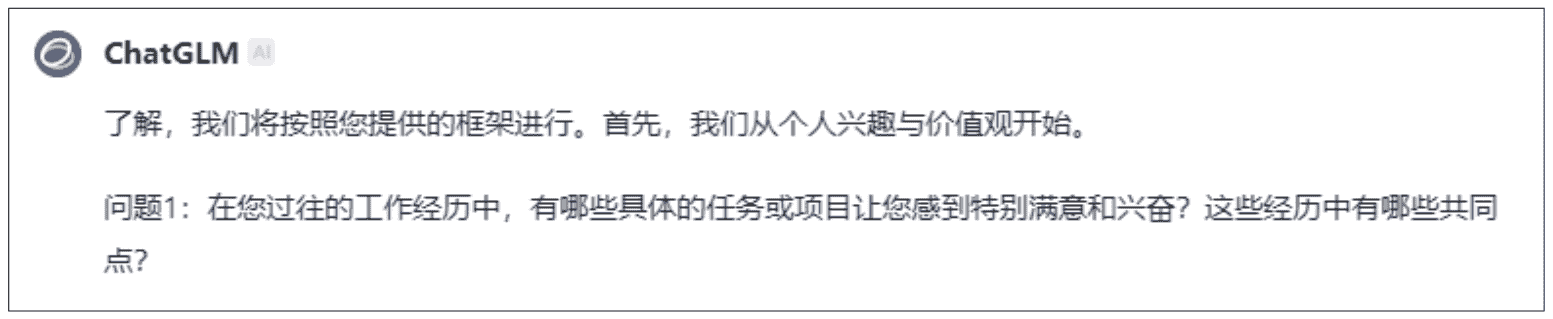 ChatGLM AI
了解，我们将按照您提供的框架进行。首先，我们从个人兴趣与价值观开始。
问题1：在您过往的工作经历中，有哪些具体的任务或项目让您感到特别满意和兴奋？这些经历中有哪些共同
点？